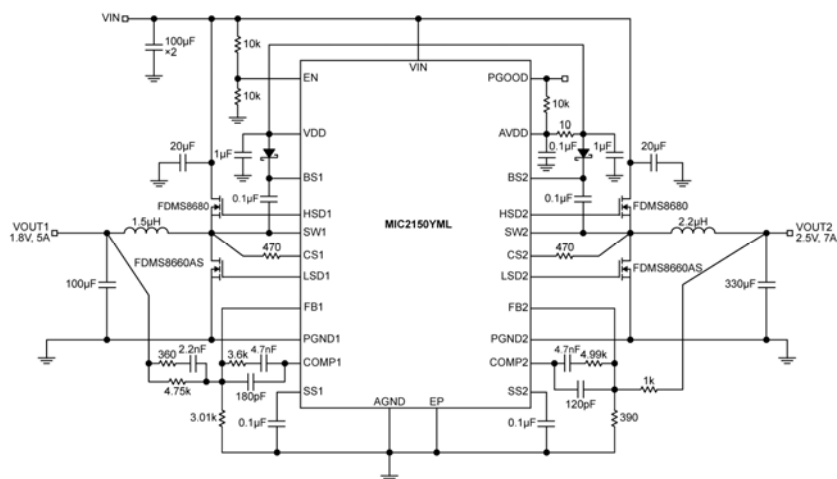 VIN
100µF
×2
10k
10k
VIN
EN
PGOOD
10k
10
VDD
AVDD
20µF
1µF
0.1µF
1µF
20µF
BS1
BS2
0.1µF
0.1µF
FDMS8680
HSD1
MIC2150YML
HSD2
FDMS8680
VOUT1
1.8V, 5A
1.5µH
SW1
SW2
2.2µH
VOUT2
2.5V, 7A
470
CS1
CS2
470
FDMS8660AS
LSD1
LSD2
FDMS8660AS
100µF
330µF
FB1
FB2
PGND1
PGND2
360
2.2nF
3.6k
4.7nF
COMP1
COMP2
4.7nF
4.99k
4.75k
180pF
120pF
1k
SS1
SS2
3.01k
0.1µF
AGND
EP
0.1µF
390